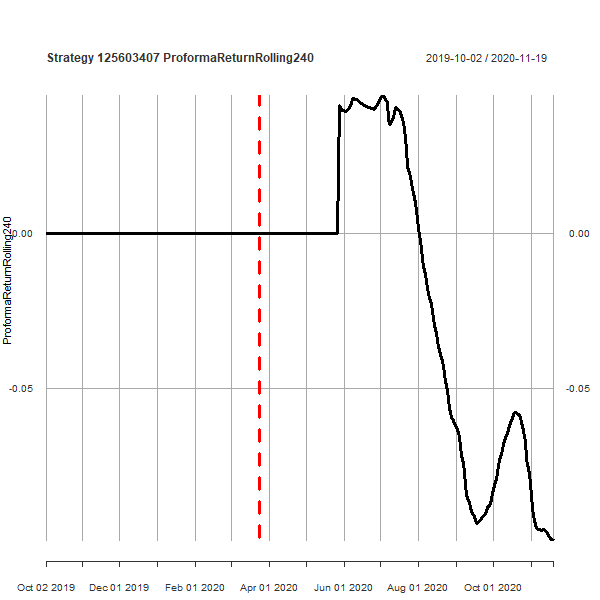 Strategy 125603407 ProformaReturnRolling240
2019-10-02 / 2020-11-19
ProformaReturnRolling240
0.00
0.00
-0.05
-0.05
Oct 02 2019 Dec 01 2019 Feb 01 2020 Apr 01 2020 Jun 01 2020 Aug 01 2020 Oct 01 2020